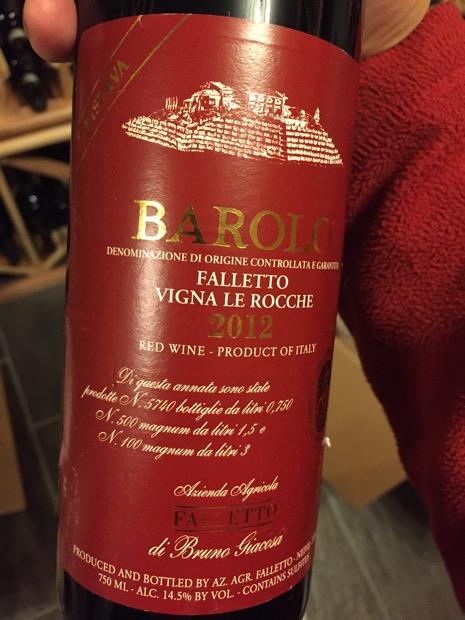 RISERVA
BAROLO
DENOMINAZIONE DI ORIGINE CONTROLLATA E GARANTITA
FALLETTO
VIGNA LE ROCCHE
2012
RED WINE - PRODUCT OF ITALY
Di questa annata sono state
prodotte N. 5740 bottiglie da litri 0,750
N. 500 magnum da litri 1,5 e
N. 100 magnum da litri 3
Azienda Agricola
FALLETTO
di Bruno Giacosa
PRODUCED AND BOTTLED BY AZ. AGR. FALLETTO - NEIVE -
750 ML - ALC. 14.5% BY VOL. - CONTAINS SULFITES